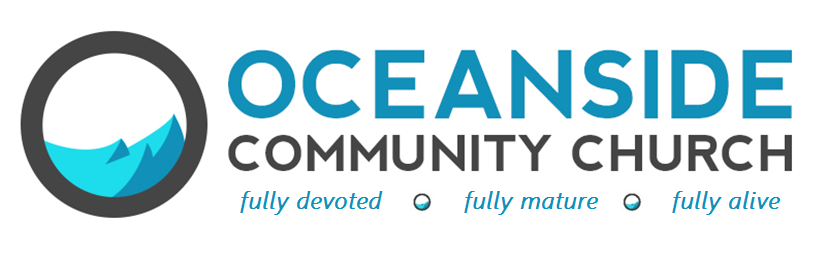 OCEANSIDE
COMMUNITY CHURCH
fully devoted fully mature fully alive